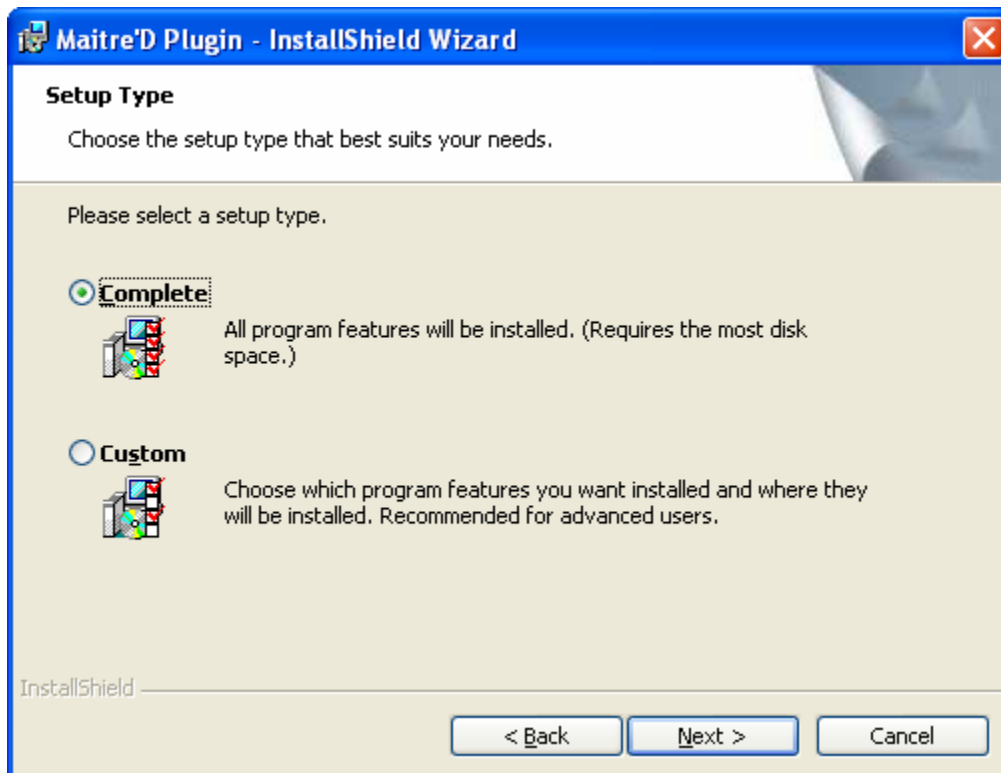 Maitre'D Plugin - InstallShield Wizard
Setup Type
Choose the setup type that best suits your needs.
Please select a setup type.
Complete
All program features will be installed. (Requires the most disk
space.)
Custom
Choose which program features you want installed and where they
will be installed. Recommended for advanced users.
InstallShield
< Back
Next >
Cancel